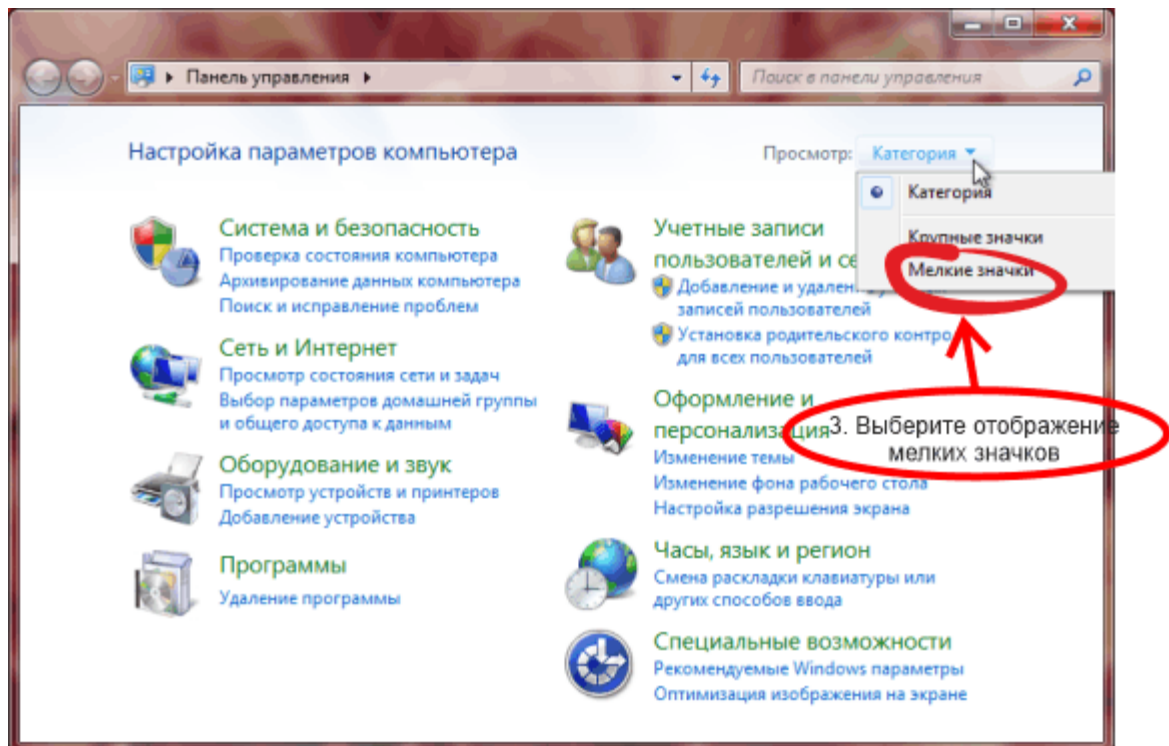 Панель управления
Поиск в панели управления
Настройка параметров компьютера
Просмотр: Категория
Категория
Крупные значки
Мелкие значки
Система и безопасность
Проверка состояния компьютера
Архивирование данных компьютера
Поиск и исправление проблем
Сеть и Интернет
Просмотр состояния сети и задач
Выбор параметров домашней группы
и общего доступа к данным
Оборудование и звук
Просмотр устройств и принтеров
Добавление устройства
Программы
Удаление программы
Учетные записи
пользователей и
Добавление и
записей пользователей
Установка родительского
для всех пользователей
Оформление и
персонализация
Изменение темы
Изменение фона рабочего стола
Настройка разрешения экрана
Часы, язык и регион
Смена раскладки клавиатуры или
других способов ввода
Специальные возможности
Рекомендуемые Windows параметры
Оптимизация изображения на экране
3. Выберите отображение
мелких значков